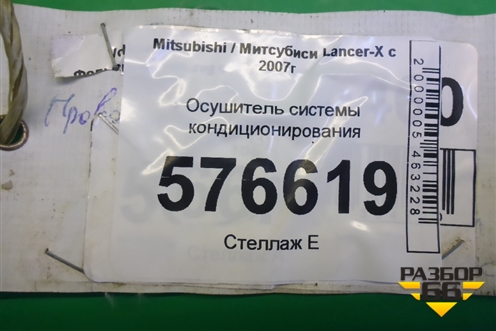 Mitsubishi / Митсубиси Lancer-X с
2007г
Осушитель системы
кондиционирования
576619
Стеллаж Е
2000005463228
РАЗБОР
66